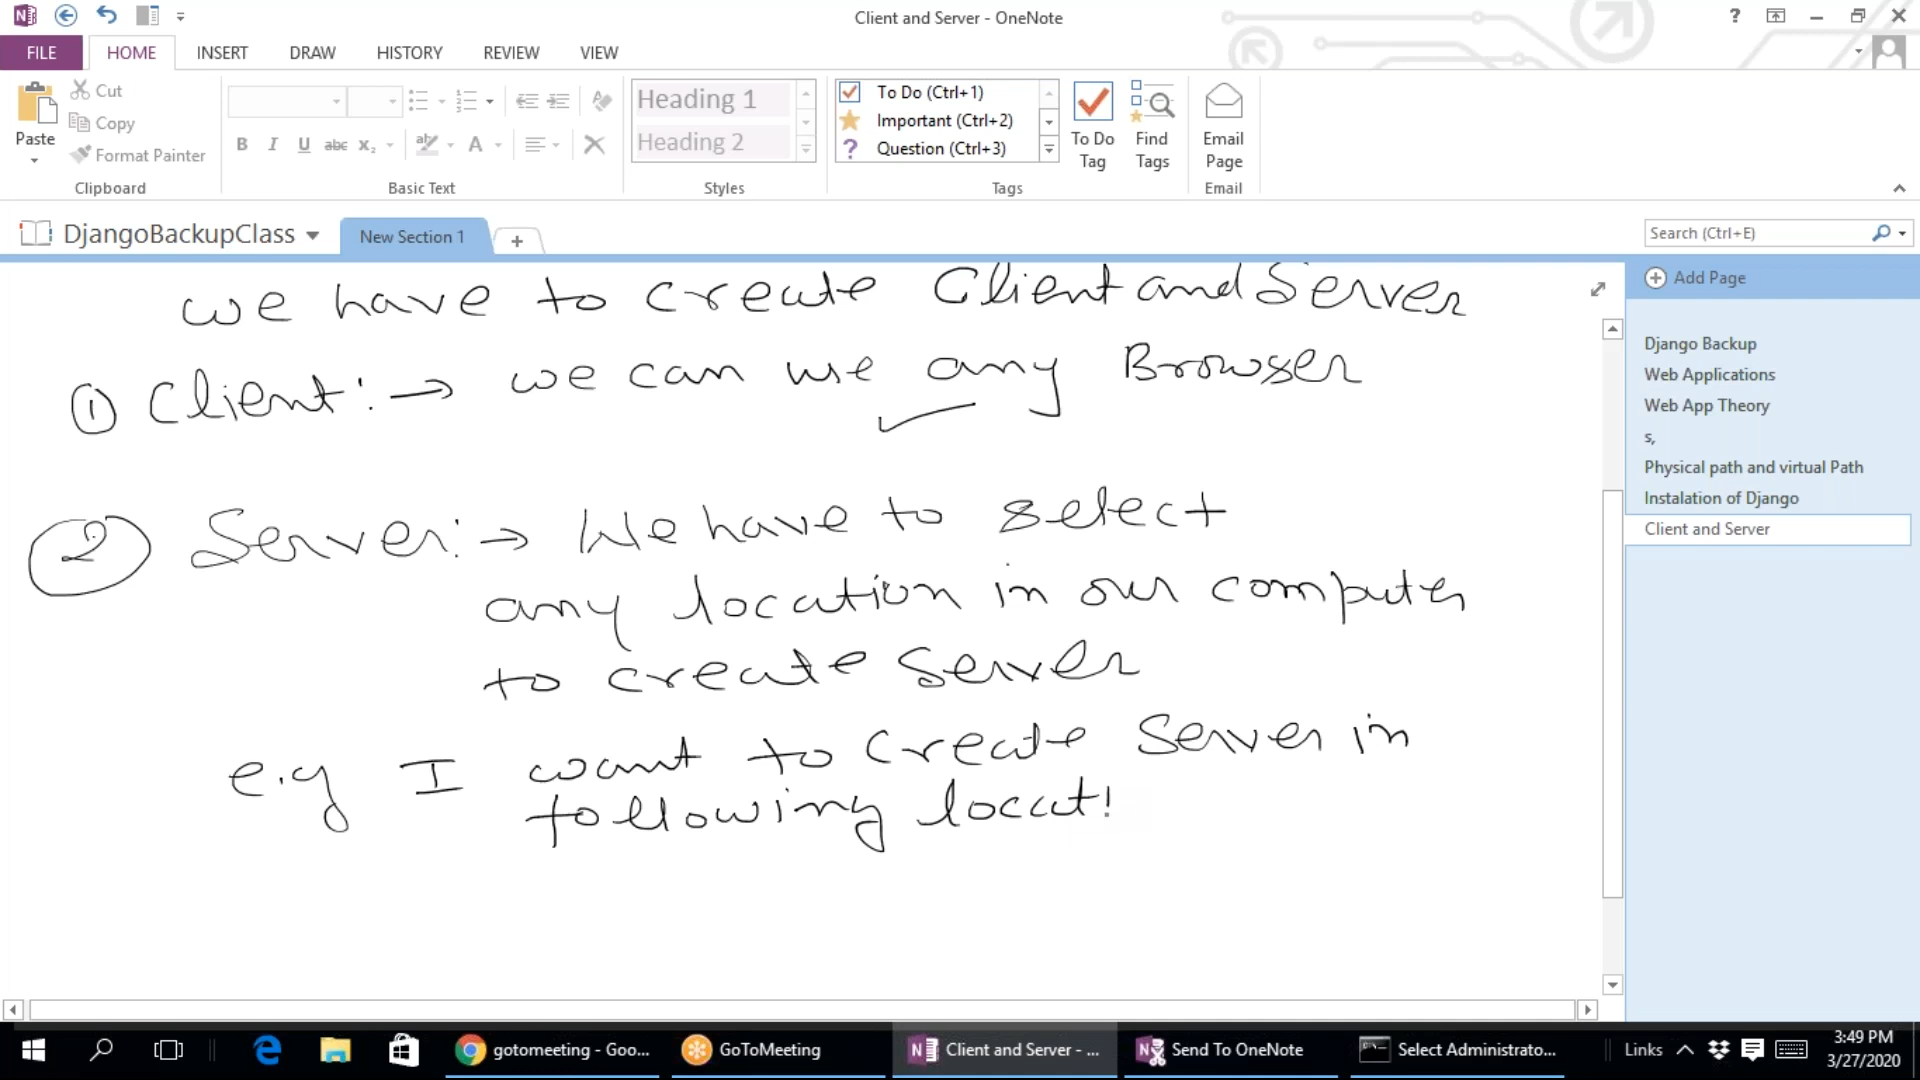 Client and Server - OneNote
FILE HOME INSERT DRAW HISTORY REVIEW VIEW
Paste Cut Copy Format Painter Clipboard
B I U abc x₂ ab A Basic Text
Heading 1
Heading 2
Styles
To Do (Ctrl+1)
Important (Ctrl+2)
Question (Ctrl+3)
Tags
To Do Tag
Find Tags
Email Page
Email
DjangoBackupClass New Section 1 +
Search (Ctrl+E)
we have to create Client and Server
① Client :→ we can use any Browser
② Server :→ We have to select
any location in our computer
to create server
e.g I want to create server in
following locat!
Add Page
Django Backup
Web Applications
Web App Theory
s,
Physical path and virtual Path
Instalation of Django
Client and Server
gotomeeting - Goo... GoToMeeting Client and Server - ... Send To OneNote Select Administrato... Links 3:49 PM
3/27/2020